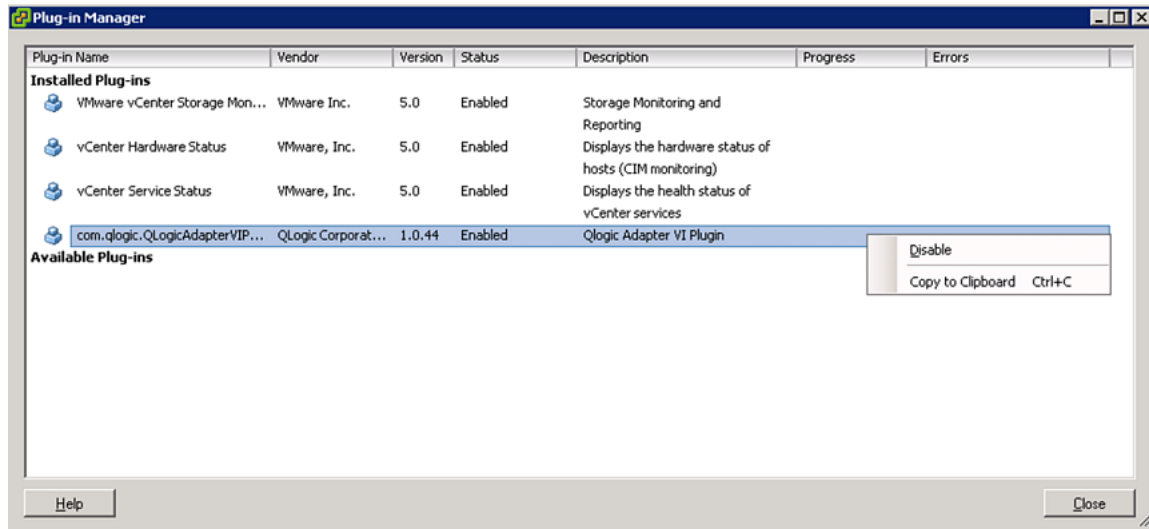 Plug-in Manager
Plug-in Name Vendor Version Status Description Progress Errors
Installed Plug-ins
VMware vCenter Storage Mon... VMware Inc. 5.0 Enabled Storage Monitoring and
Reporting
vCenter Hardware Status VMware, Inc. 5.0 Enabled Displays the hardware status of
hosts (CIM monitoring)
vCenter Service Status VMware, Inc. 5.0 Enabled Displays the health status of
vCenter services
com.qlogic.QLogicAdapterVIP... QLogic Corporat... 1.0.44 Enabled Qlogic Adapter VI Plugin
Available Plug-ins
Disable
Copy to Clipboard Ctrl+C
Help Close